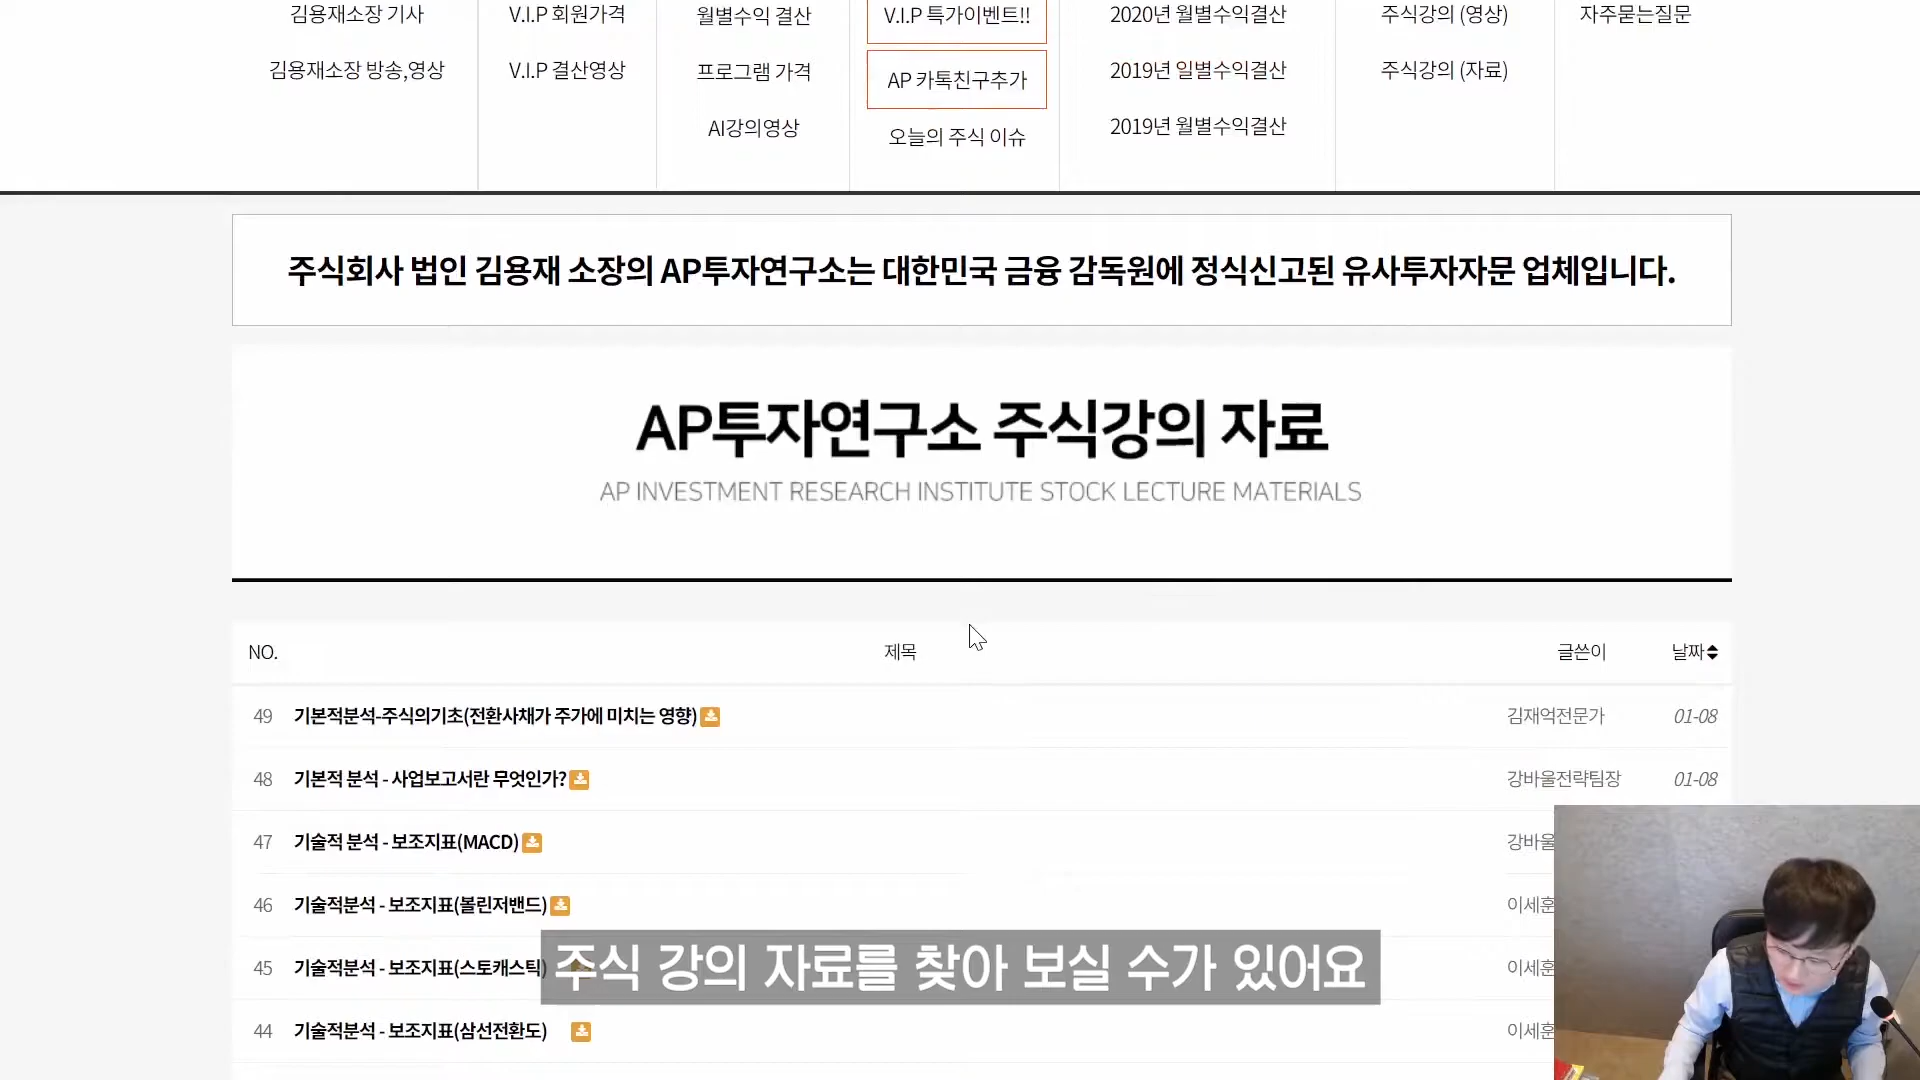 김용재소장 기사
V.I.P 회원가격
월별수익 결산
V.I.P 특가이벤트!!
2020년 월별수익결산
주식강의 (영상)
자주묻는질문
김용재소장 방송,영상
V.I.P 결산영상
프로그램 가격
AP 카톡친구추가
2019년 일별수익결산
주식강의 (자료)
AI강의영상
오늘의 주식 이슈
2019년 월별수익결산
주식회사 법인 김용재 소장의 AP투자연구소는 대한민국 금융 감독원에 정식신고된 유사투자자문 업체입니다.
AP투자연구소 주식강의 자료
AP INVESTMENT RESEARCH INSTITUTE STOCK LECTURE MATERIALS
NO. 제목 글쓴이 날짜
49 기본적분석-주식의기초(전환사채가 주가에 미치는 영향) 김재억전문가 01-08
48 기본적 분석 - 사업보고서란 무엇인가? 강바울전략팀장 01-08
47 기술적 분석 - 보조지표(MACD) 강바울
46 기술적분석 - 보조지표(볼린저밴드) 이세훈
45 기술적분석 - 보조지표(스토캐스틱) 이세훈
주식 강의 자료를 찾아 보실 수가 있어요
44 기술적분석 - 보조지표(삼선전환도) 이세훈